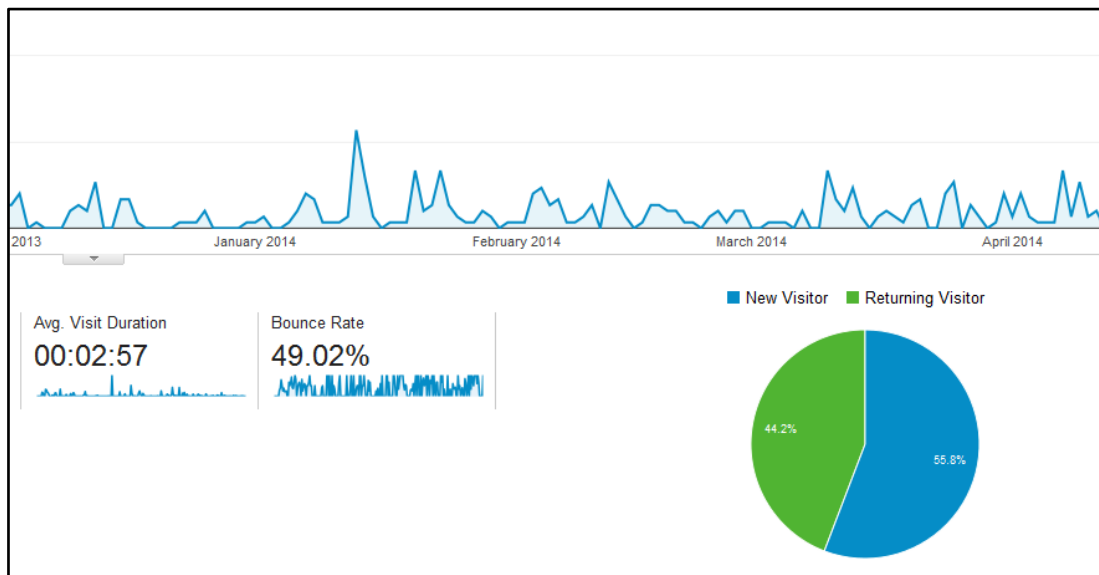 2013 January 2014 February 2014 March 2014 April 2014
New Visitor Returning Visitor
Avg. Visit Duration Bounce Rate
00:02:57 49.02%
44.2%
55.8%